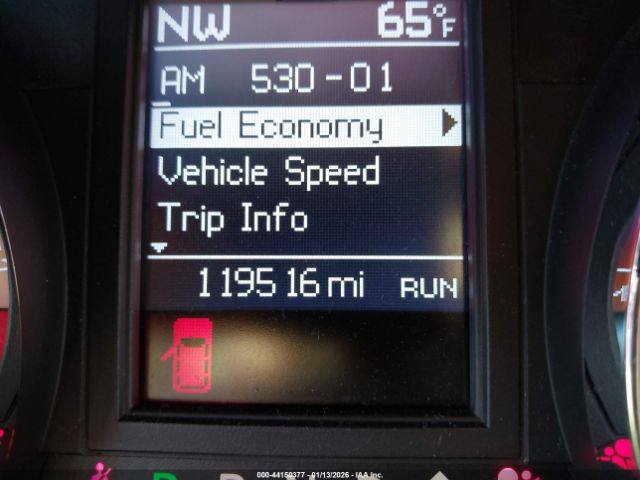 NW 65°F
AM 530-01
Fuel Economy
Vehicle Speed
Trip Info
119516 mi RUN
000-44150377 - 01/13/2026 - IAA Inc.